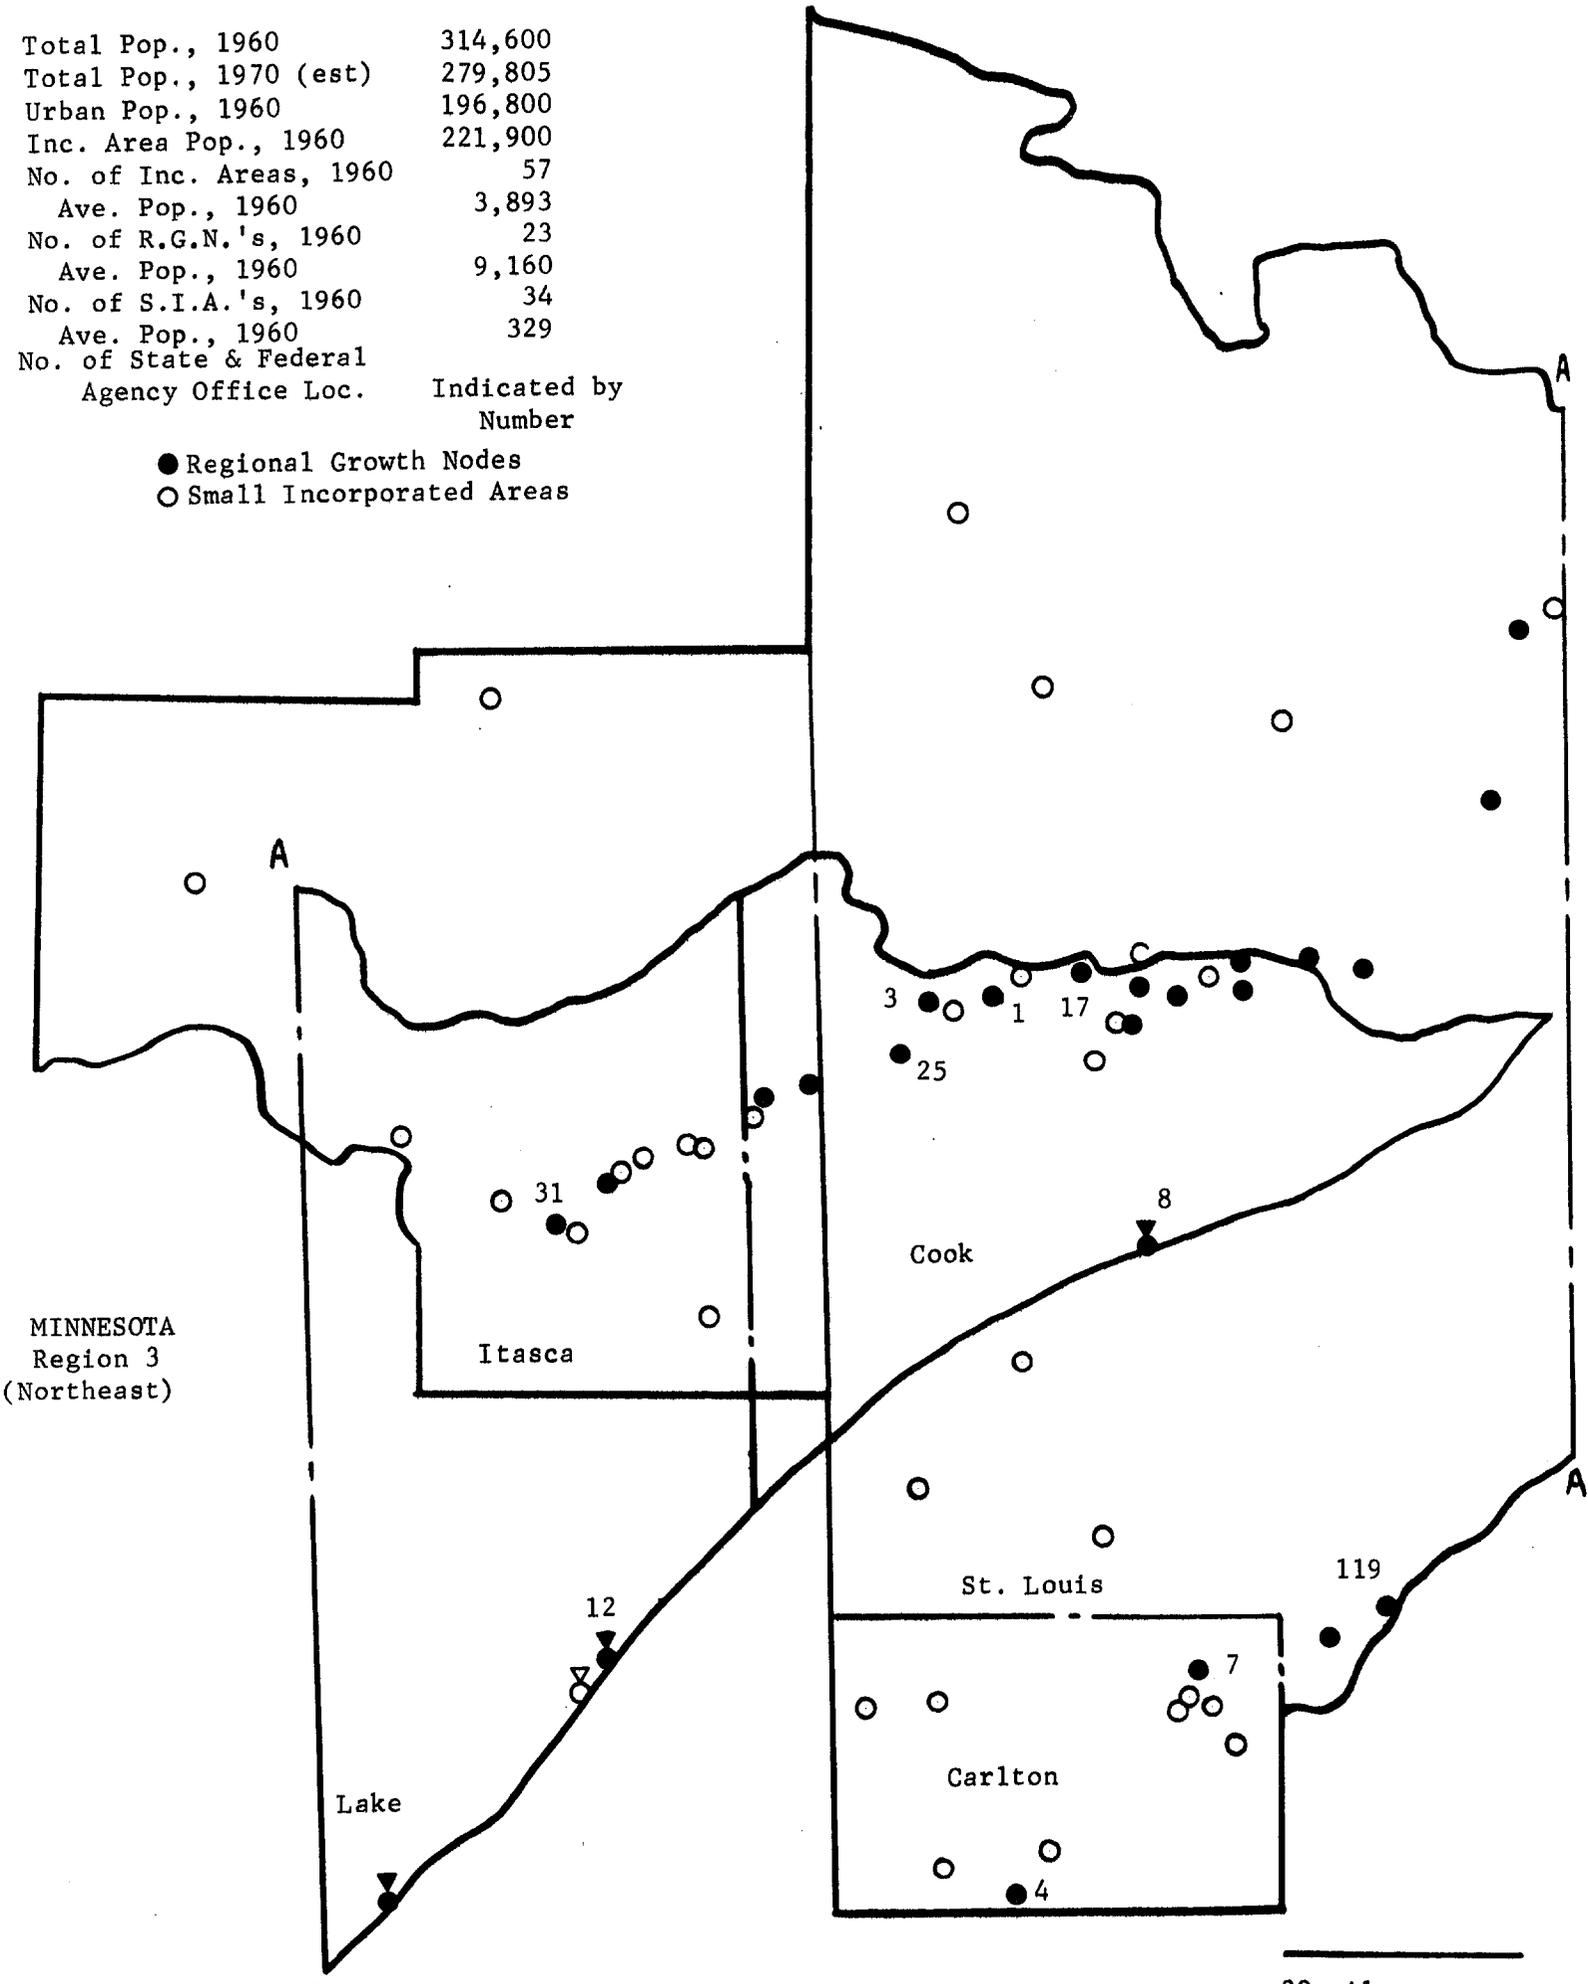 Total Pop., 1960 314,600
Total Pop., 1970 (est) 279,805
Urban Pop., 1960 196,800
Inc. Area Pop., 1960 221,900
No. of Inc. Areas, 1960 57
Ave. Pop., 1960 3,893
No. of R.G.N.'s, 1960 23
Ave. Pop., 1960 9,160
No. of S.I.A.'s, 1960 34
Ave. Pop., 1960 329
No. of State & Federal
Agency Office Loc. Indicated by
Number
Regional Growth Nodes
Small Incorporated Areas
A
A
3
1
17
25
31
8
Cook
MINNESOTA
Region 3
(Northeast)
Itasca
A
119
St. Louis
12
7
Carlton
Lake
4